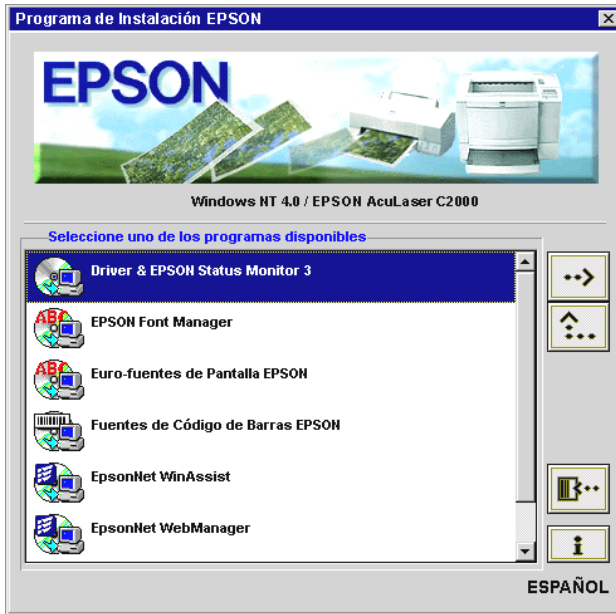 Programa de Instalación EPSON
EPSON
Windows NT 4.0 / EPSON AcuLaser C2000
Seleccione uno de los programas disponibles
Driver & EPSON Status Monitor 3
EPSON Font Manager
Euro-fuentes de Pantalla EPSON
Fuentes de Código de Barras EPSON
EpsonNet WinAssist
EpsonNet WebManager
ESPAÑOL